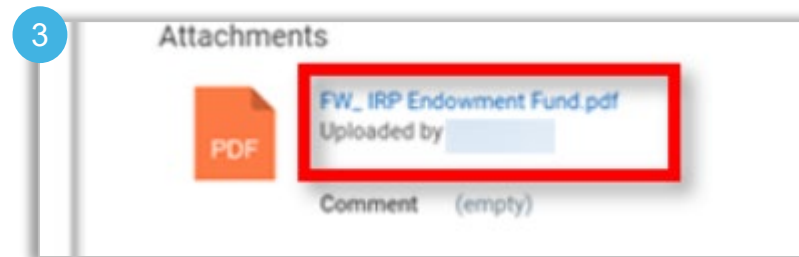 3
Attachments
FW_ IRP Endowment Fund.pdf
PDF
Uploaded by
Comment (empty)